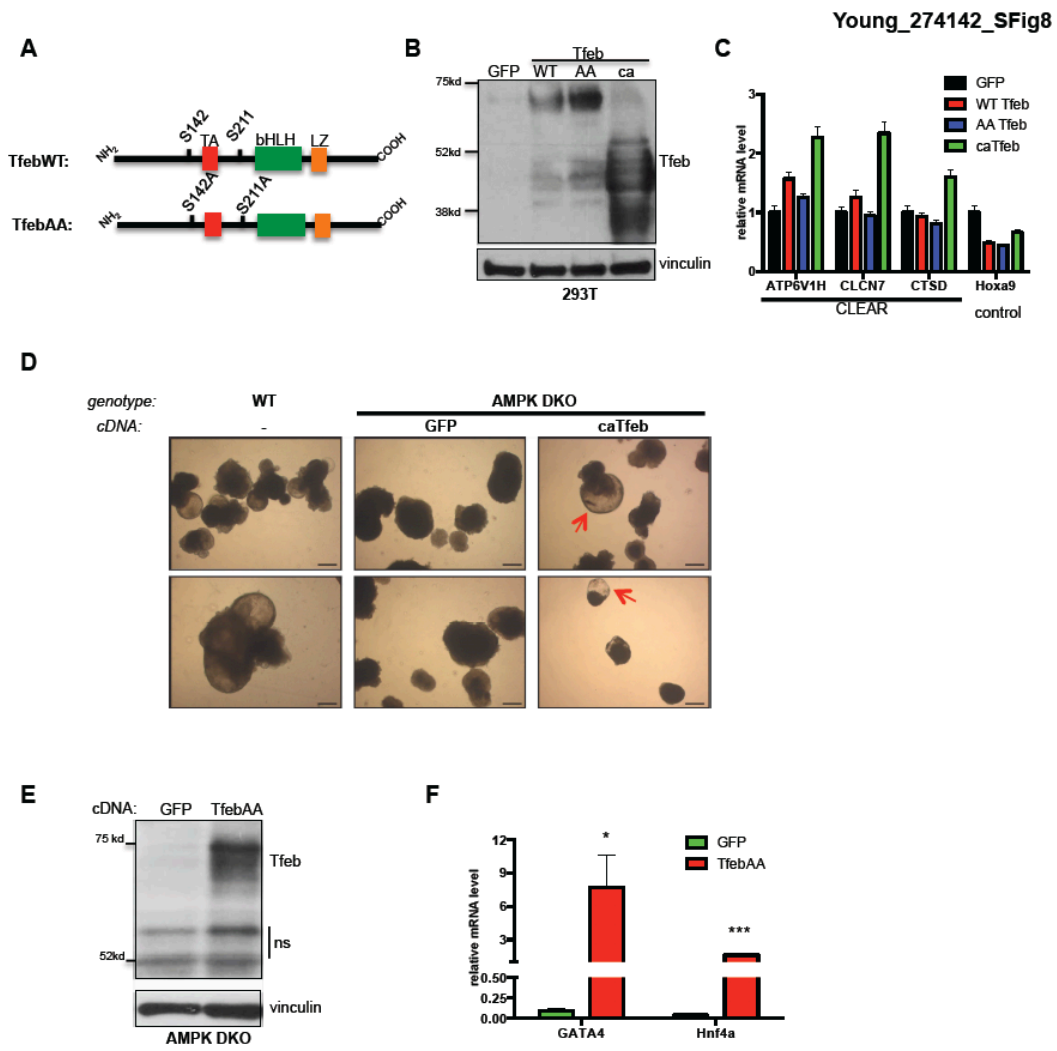 Young_274142_SFig8
A
S142
S211
NH2
TA
bHLH
LZ
COOH
TfebWT:
S142A
S211A
NH2
COOH
TfebAA:
B
Tfeb
GFP WT AA ca
75kd
52kd
38kd
Tfeb
vinculin
293T
C
GFP
WT Tfeb
AA Tfeb
caTfeb
relative mRNA level
3
2
1
0
ATP6V1H CLCN7 CTSD Hoxa9
CLEAR control
D
genotype: WT AMPK DKO
cDNA: - GFP caTfeb
E
cDNA: GFP TfebAA
75 kd
Tfeb
ns
52kd
vinculin
AMPK DKO
F
GFP
TfebAA
relative mRNA level
12
9
6
3
0.50
0.25
0.00
*
***
GATA4 Hnf4a